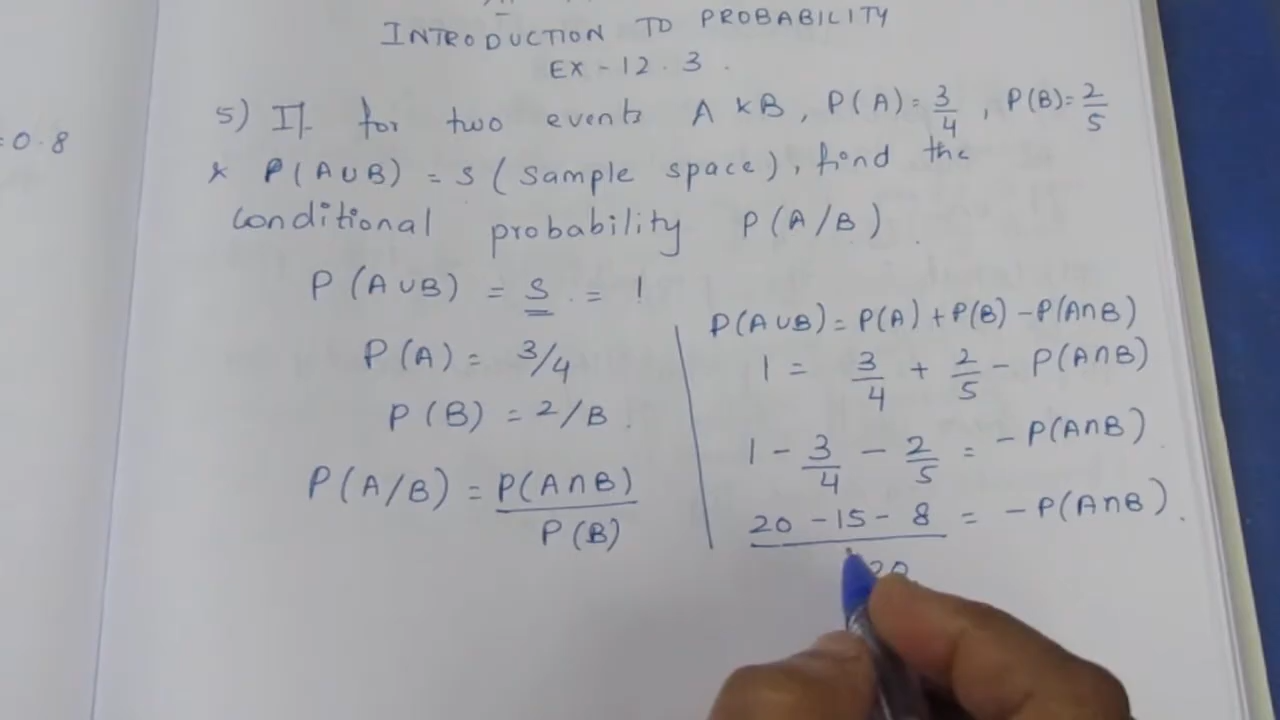 INTRODUCTION TO PROBABILITY
EX - 12.3.
=0.8
5) If for two events A & B, P(A) = 3/4, P(B) = 2/5
& P(A∪B) = S (sample space), find the
conditional probability P(A/B).
P(A∪B) = S. = 1
P(A) = 3/4
P(B) = 2/B.
P(A/B) = P(A∩B)/P(B)
P(A∪B) = P(A) + P(B) - P(A∩B)
1 = 3/4 + 2/5 - P(A∩B)
1 - 3/4 - 2/5 = - P(A∩B)
20 - 15 - 8 / 20 = - P(A∩B).